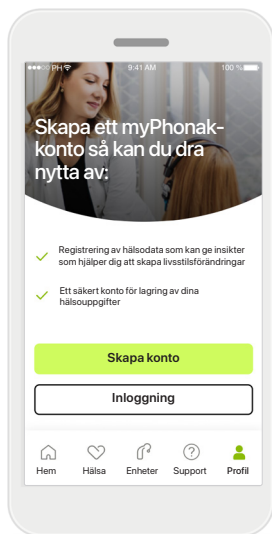 PH
9:41 AM
100 %
Skapa ett myPhonak-
konto så kan du dra
nytta av:
Registrering av hälsodata som kan ge insikter
som hjälper dig att skapa livsstilsförändringar
Ett säkert konto för lagring av dina
hälsouppgifter
Skapa konto
Inloggning
Hem Hälsa Enheter Support Profil